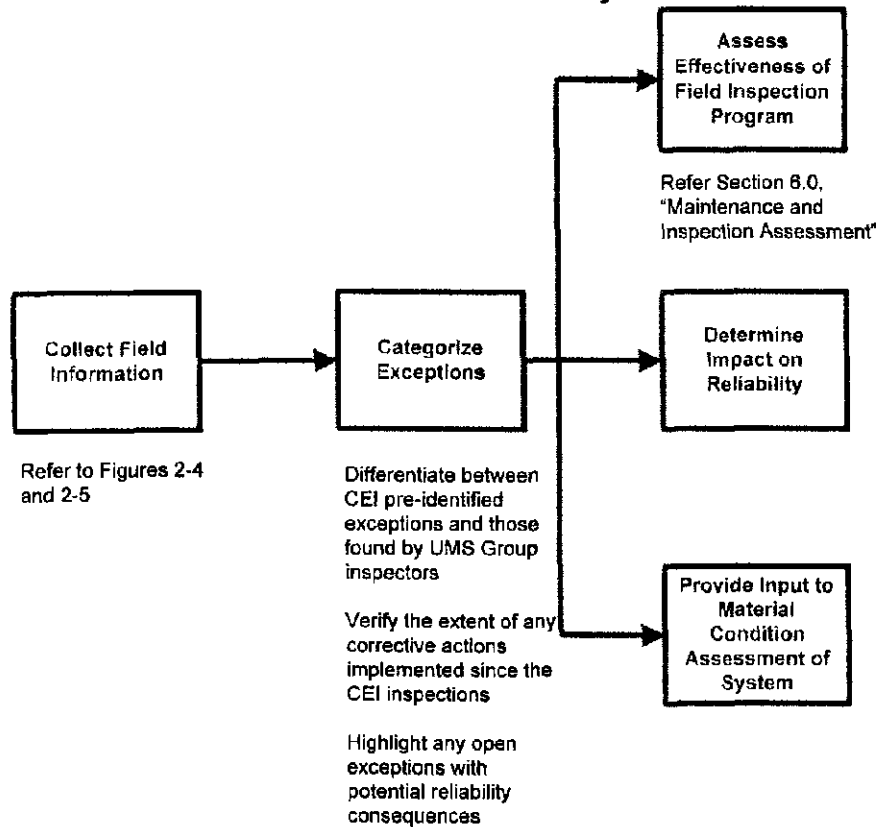 Assess
Effectiveness of
Field Inspection
Program
Refer Section 6.0,
"Maintenance and
Inspection Assessment"
Collect Field
Information
Refer to Figures 2-4
and 2-5
Categorize
Exceptions
Differentiate between
CEI pre-identified
exceptions and those
found by UMS Group
inspectors
Verify the extent of any
corrective actions
implemented since the
CEI inspections
Highlight any open
exceptions with
potential reliability
consequences
Determine
Impact on
Reliability
Provide Input to
Material
Condition
Assessment of
System